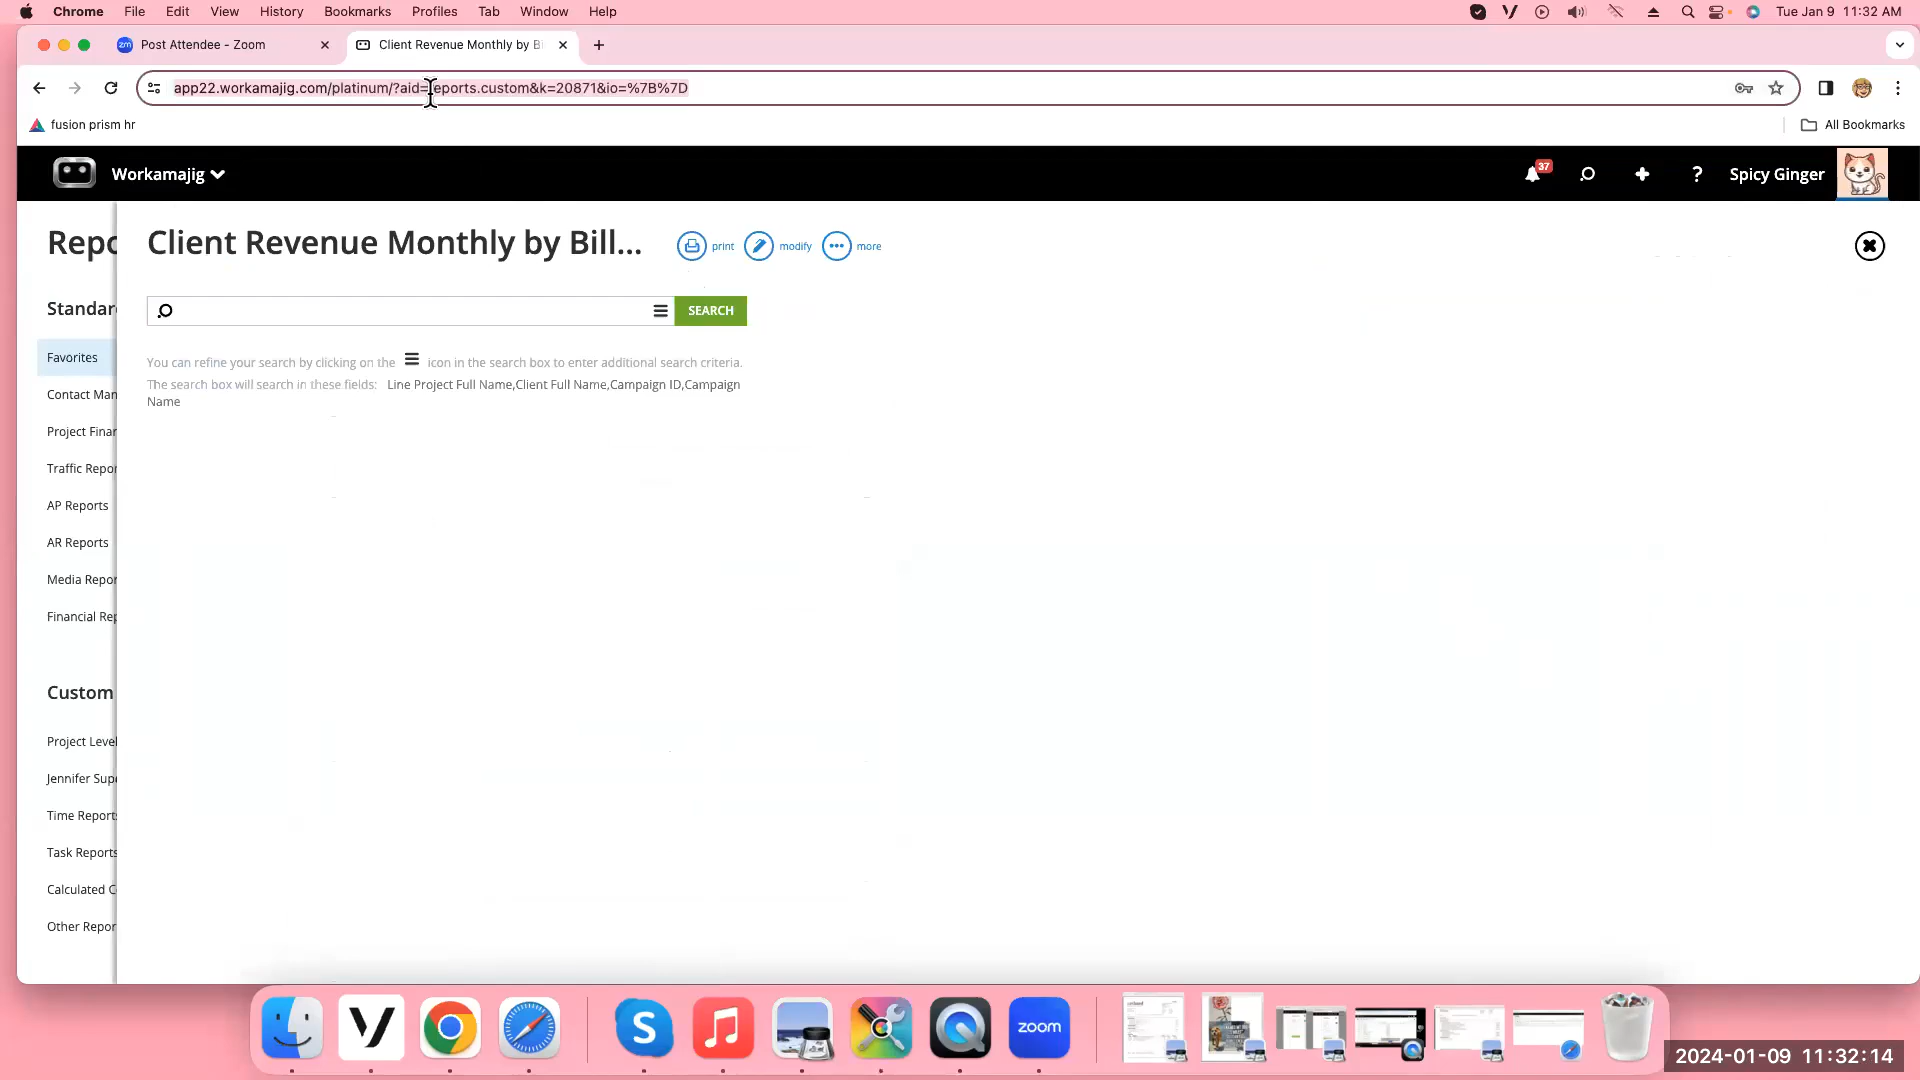 Chrome File Edit View History Bookmarks Profiles Tab Window Help Tue Jan 9 11:32 AM
zm Post Attendee - Zoom Client Revenue Monthly by Bi
app22.workamajig.com/platinum/?aid=reports.custom&k=20871&io=%7B%7D
fusion prism hr All Bookmarks
Workamajig 37 ? Spicy Ginger
Repo
Client Revenue Monthly by Bill... print modify more
Standar
SEARCH
Favorites
You can refine your search by clicking on the icon in the search box to enter additional search criteria.
The search box will search in these fields: Line Project Full Name,Client Full Name,Campaign ID,Campaign
Name
Contact Man
Project Finan
Traffic Repor
AP Reports
AR Reports
Media Repor
Financial Rep
Custom
Project Level
Jennifer Supe
Time Reports
Task Reports
Calculated C
Other Repor
zoom
2024-01-09 11:32:14